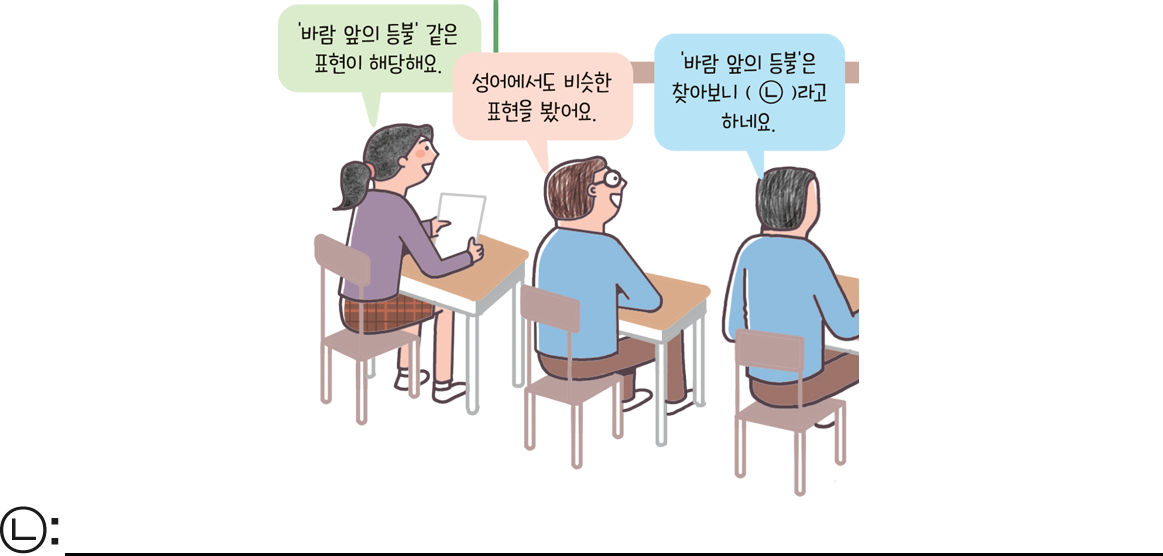 '바람 앞의 등불' 같은
표현이 해당해요.
성어에서도 비슷한
표현을 봤어요.
'바람 앞의 등불'은
찾아보니 ( ㉡ )라고
하네요.
㉡: